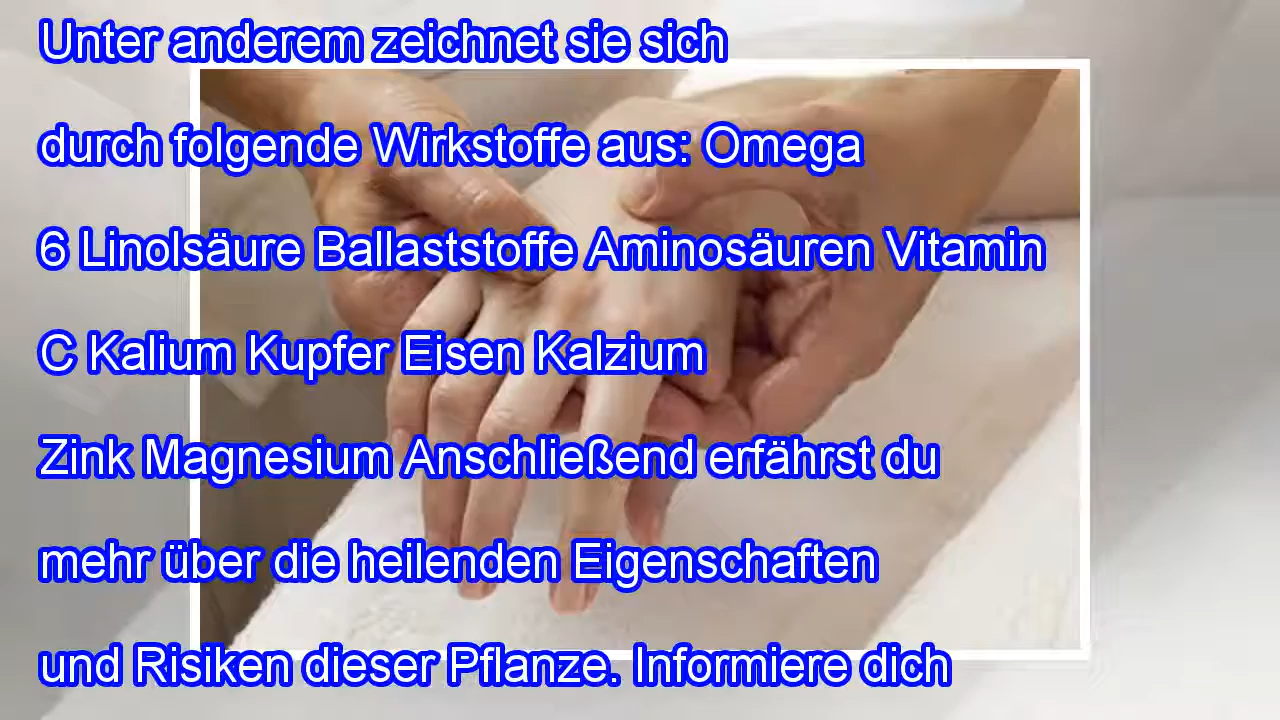 Unter anderem zeichnet sie sich
durch folgende Wirkstoffe aus: Omega
6 Linolsäure Ballaststoffe Aminosäuren Vitamin
C Kalium Kupfer Eisen Kalzium
Zink Magnesium Anschließend erfährst du
mehr über die heilenden Eigenschaften
und Risiken dieser Pflanze. Informiere dich